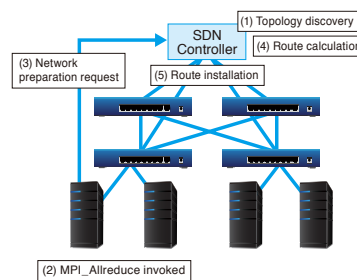 (1) Topology discovery
SDN
Controller
(4) Route calculation
(3) Network
preparation request
(5) Route installation
(2) MPI_Allreduce invoked